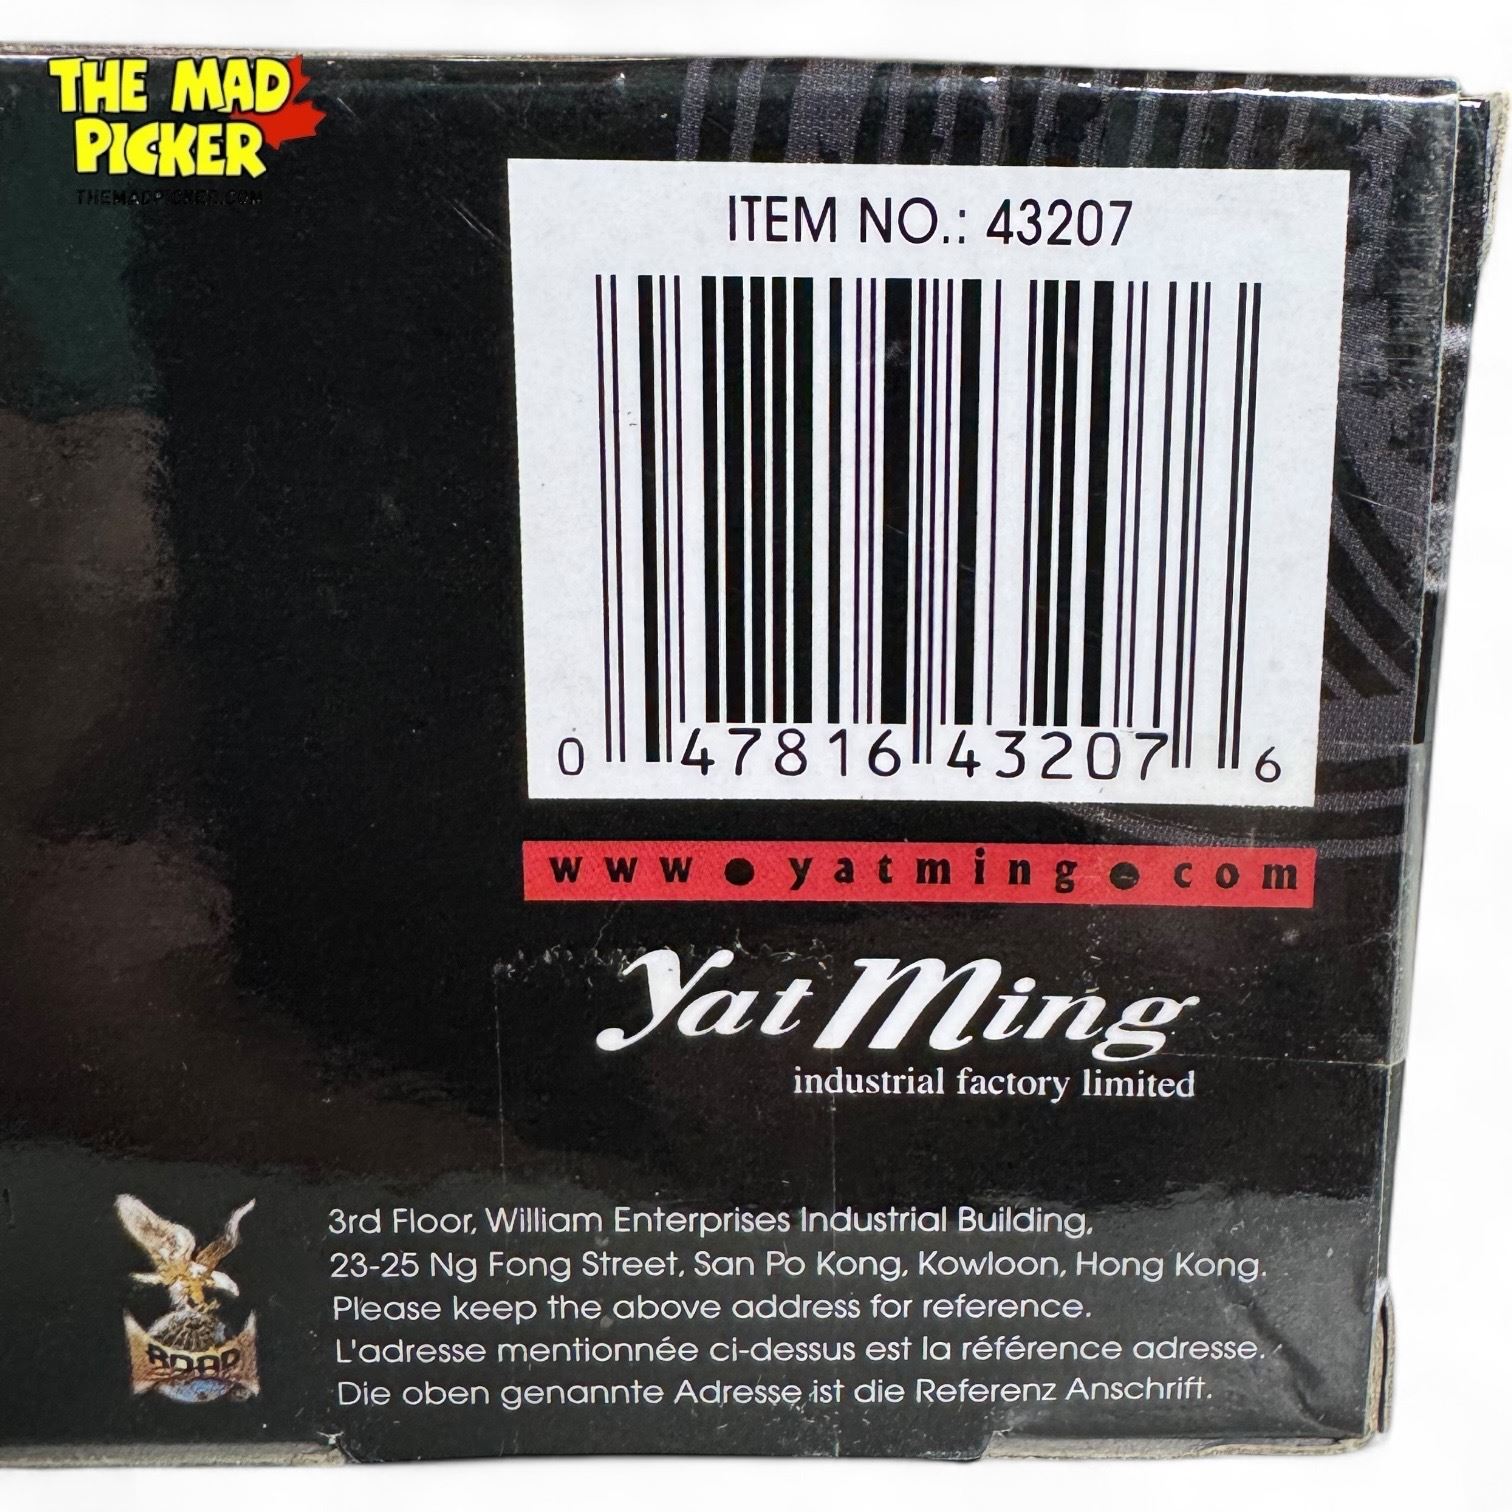 THE MAD
PICKER
THEMADPICKER.COM
ITEM NO.: 43207
0 47816 43207 6
www.yatming.com
Yat Ming
industrial factory limited
ROAD
3rd Floor, William Enterprises Industrial Building,
23-25 Ng Fong Street, San Po Kong, Kowloon, Hong Kong.
Please keep the above address for reference.
L'adresse mentionnée ci-dessus est la référence adresse.
Die oben genannte Adresse ist die Referenz Anschrift.